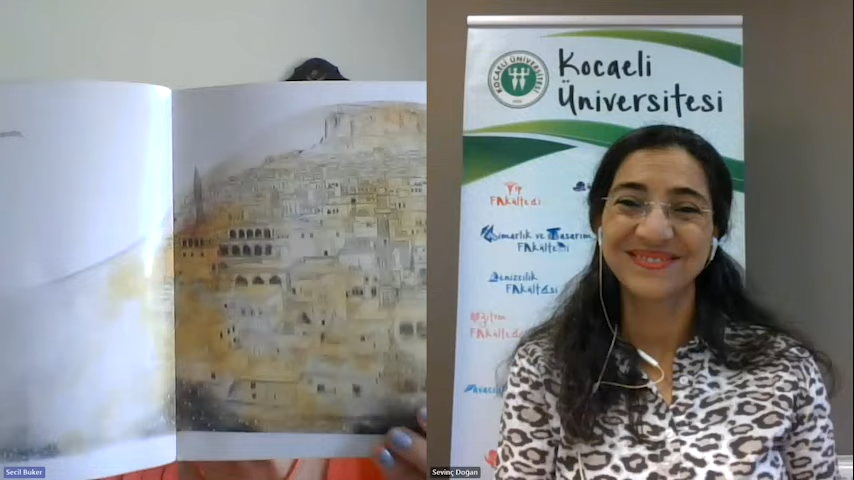 Secil Buker
KOCAELİ ÜNİVERSİTESİ
Kocaeli
Üniversitesi
Tıp
FAkültesi
Mimarlık ve Tasarım
FAkültesi
Denizcilik
FAkültesi
Eğitim
FAkültesi
Sevinç Doğan